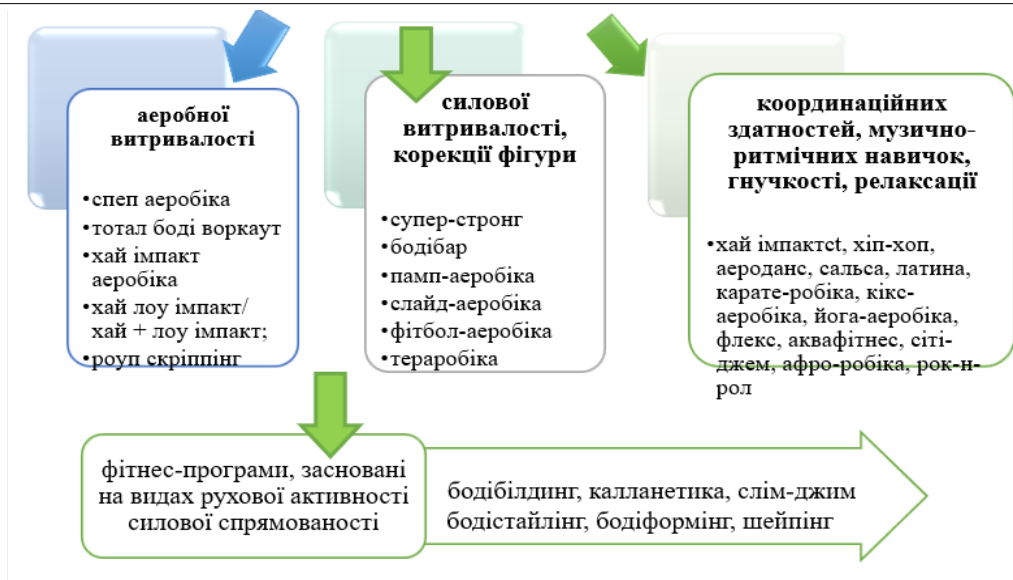 аеробної
витривалості
•спеп аеробіка
•тотал боді воркаут
•хай імпакт
аеробіка
•хай лоу імпакт/
хай + лоу імпакт;
•роуп скріппінг
силової
витривалості,
корекції фігури
•супер-стронг
•бодібар
•памп-аеробіка
•слайд-аеробіка
•фітбол-аеробіка
•тераробіка
координаційних
здатностей, музично-
ритмічних навичок,
гнучкості, релаксації
•хай імпактct, хіп-хоп,
аероданс, сальса, латина,
карате-робіка, кікс-
аеробіка, йога-аеробіка,
флекс, аквафітнес, сіті-
джем, афро-робіка, рок-н-
рол
фітнес-програми, засновані
на видах рухової активності
силової спрямованості
бодібілдинг, калланетика, слім-джим
бодістайлінг, бодіформінг, шейпінг